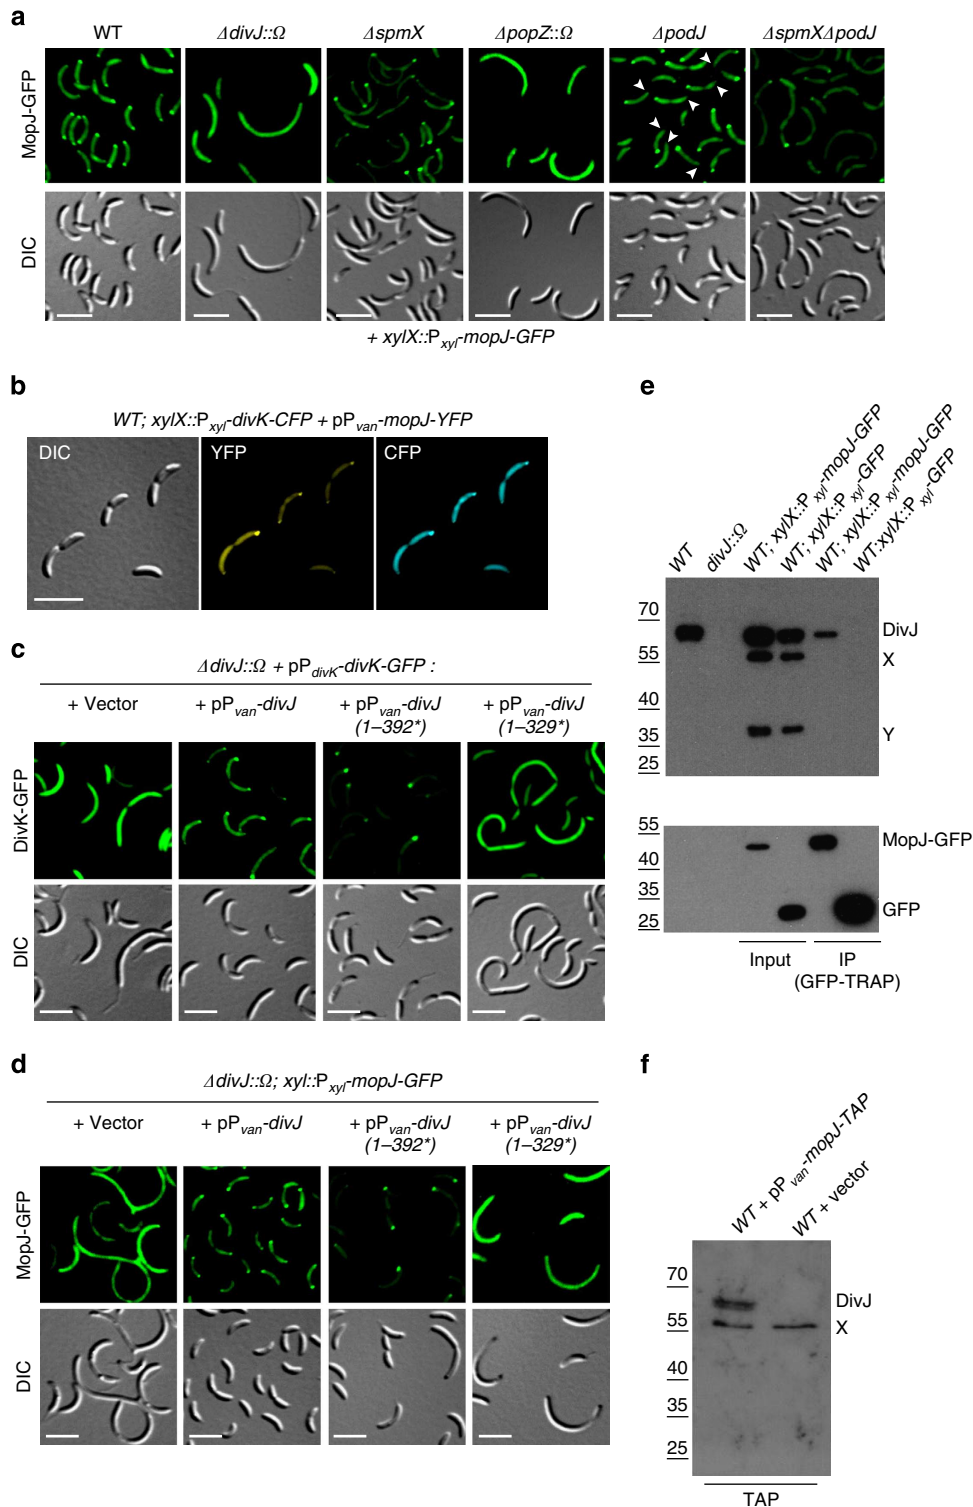 a
WT
ΔdivJ::Ω
ΔspmX
ΔpopZ::Ω
ΔpodJ
ΔspmXΔpodJ
MopJ-GFP
DIC
+ xylX::Pxyl-mopJ-GFP
b
WT; xylX::Pxyl-divK-CFP + pPvan-mopJ-YFP
DIC
YFP
CFP
c
ΔdivJ::Ω + pPdivK-divK-GFP :
+ Vector
+ pPvan-divJ
+ pPvan-divJ
(1–392*)
+ pPvan-divJ
(1–329*)
DivK-GFP
DIC
d
ΔdivJ::Ω; xyl::Pxyl-mopJ-GFP
+ Vector
+ pPvan-divJ
+ pPvan-divJ
(1–392*)
+ pPvan-divJ
(1–329*)
MopJ-GFP
DIC
e
WT
divJ::Ω
WT; xylX::Pxyl-mopJ-GFP
WT; xylX::Pxyl-GFP
WT; xylX::Pxyl-mopJ-GFP
WT:xylX::Pxyl-GFP
70
55
40
35
25
DivJ
X
Y
55
40
35
25
MopJ-GFP
GFP
Input
IP
(GFP-TRAP)
f
WT + pPvan-mopJ-TAP
WT + vector
70
55
40
35
25
DivJ
X
TAP